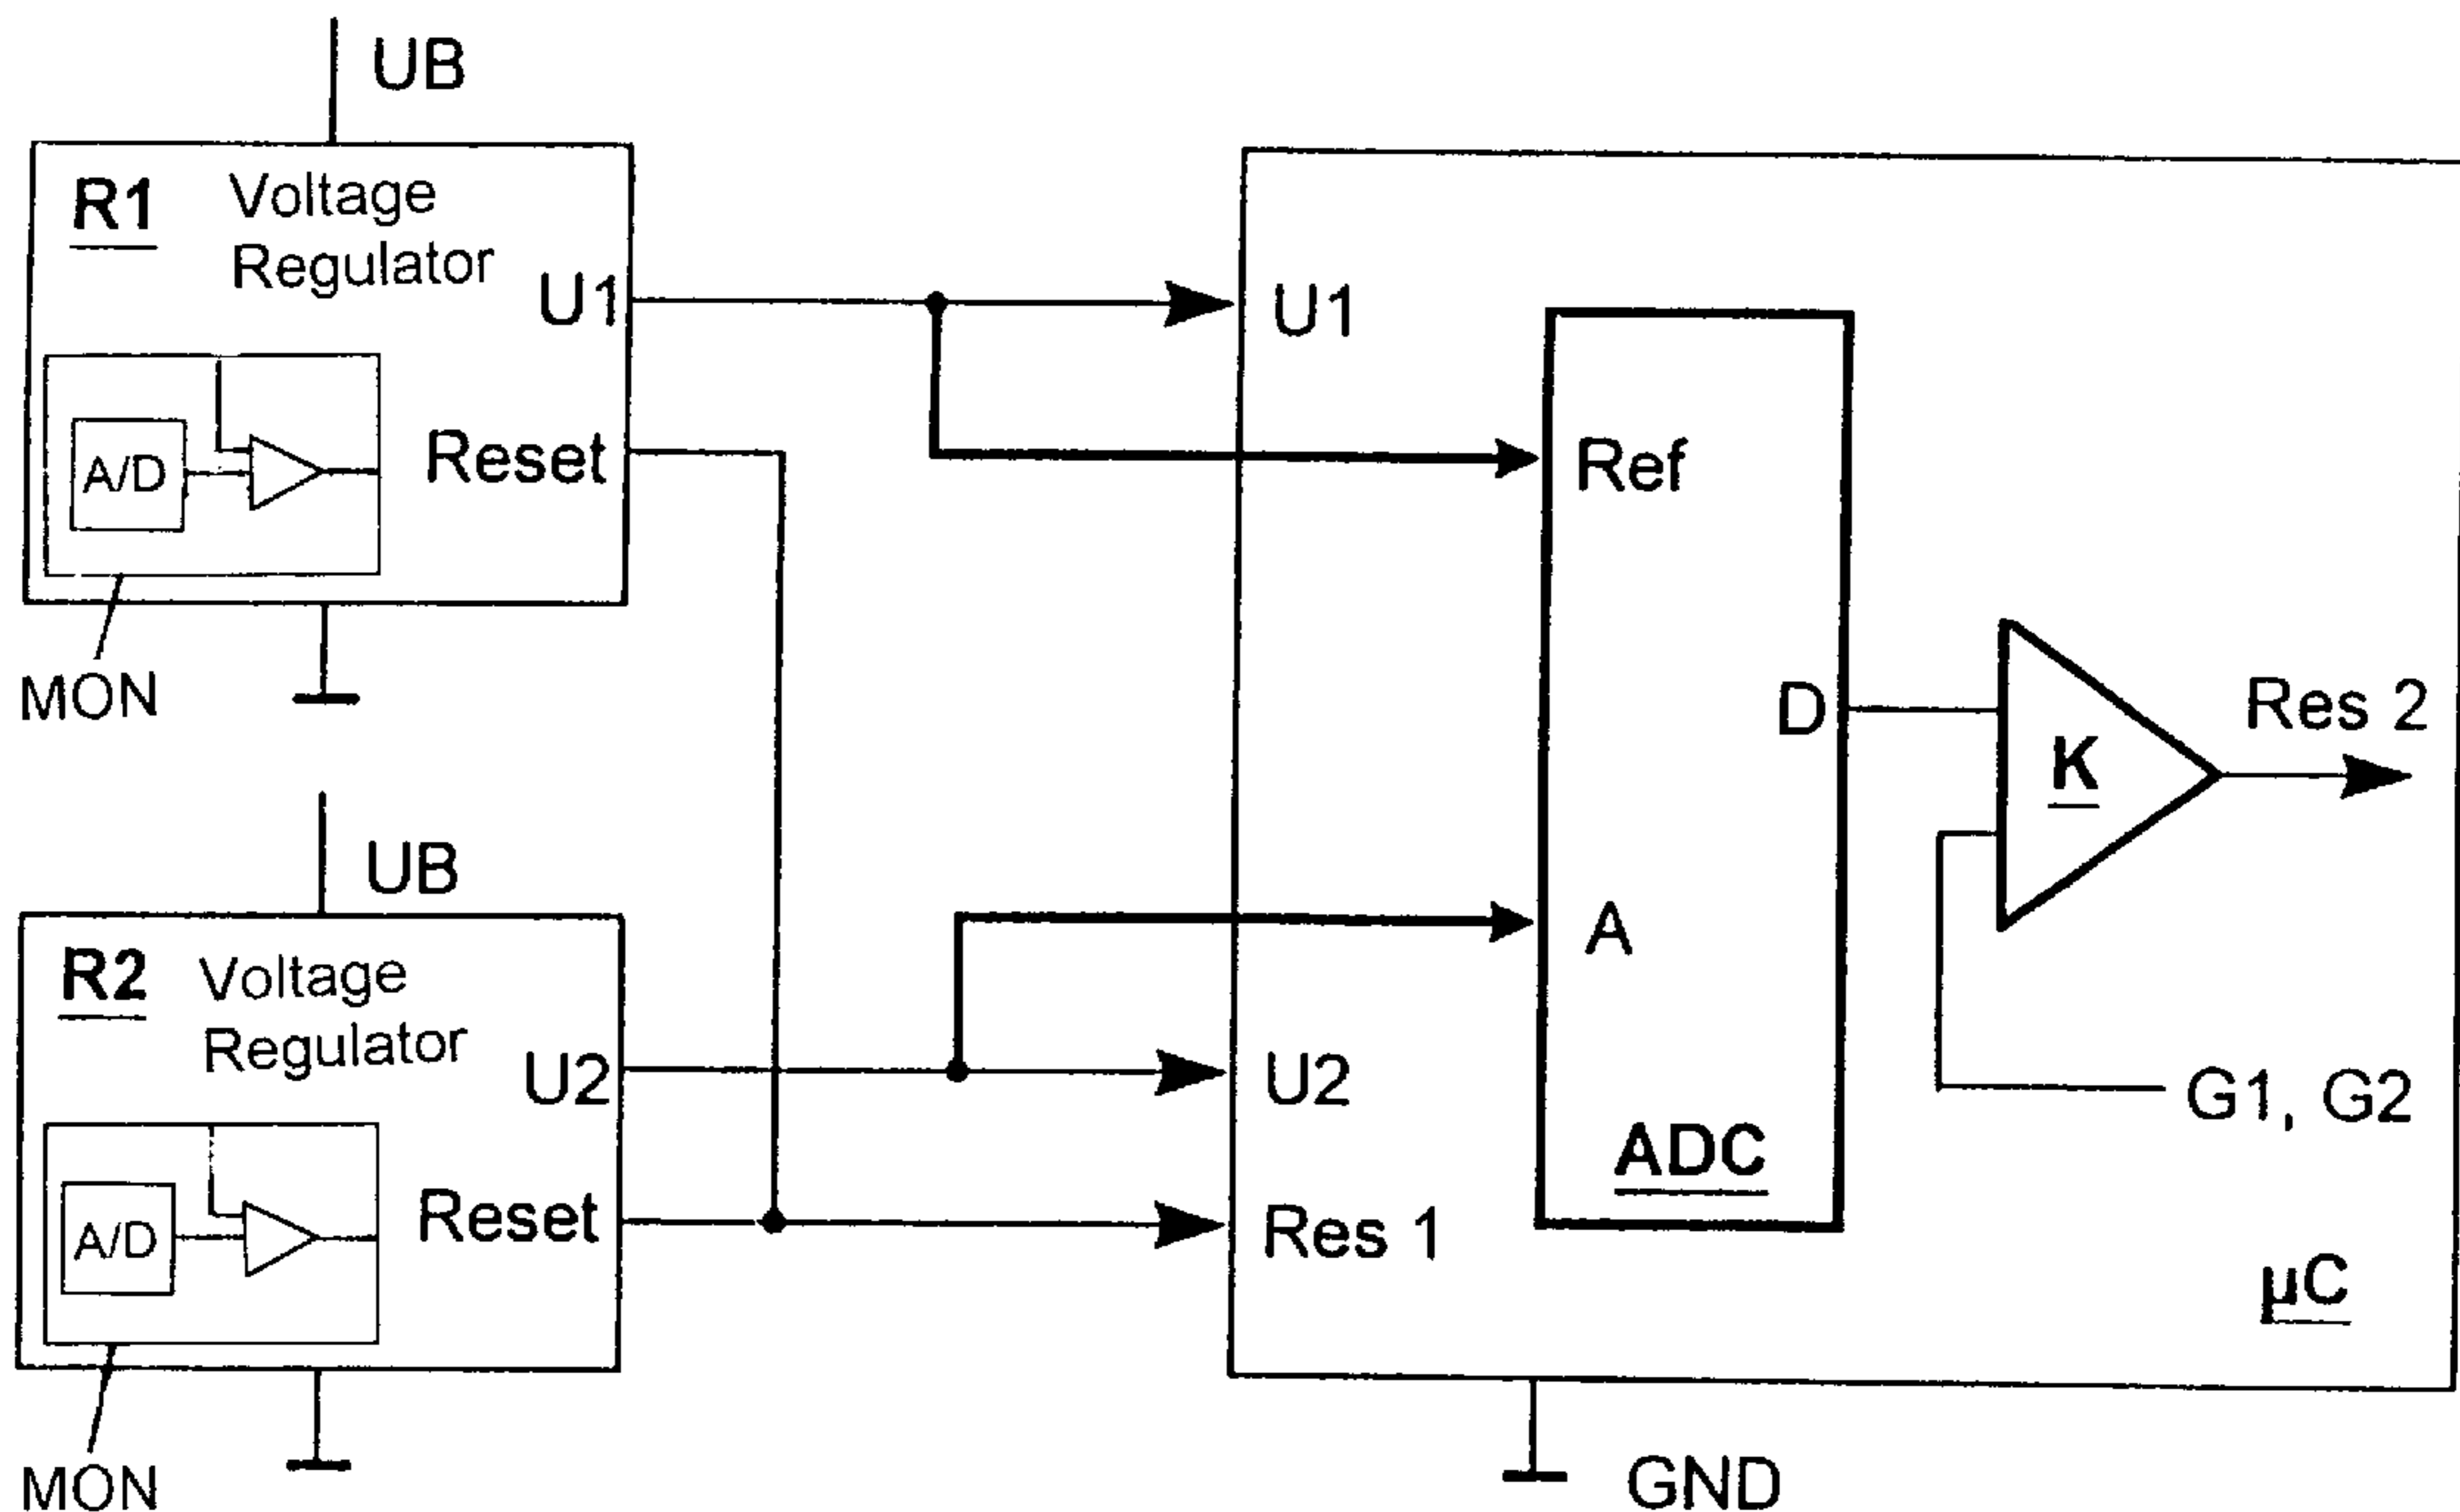 UB
R1 Voltage
Regulator
U1
A/D
Reset
MON
UB
R2 Voltage
Regulator
U2
A/D
Reset
MON
U1
Ref
D
A
U2
Res 1
ADC
K
Res 2
G1, G2
µC
GND